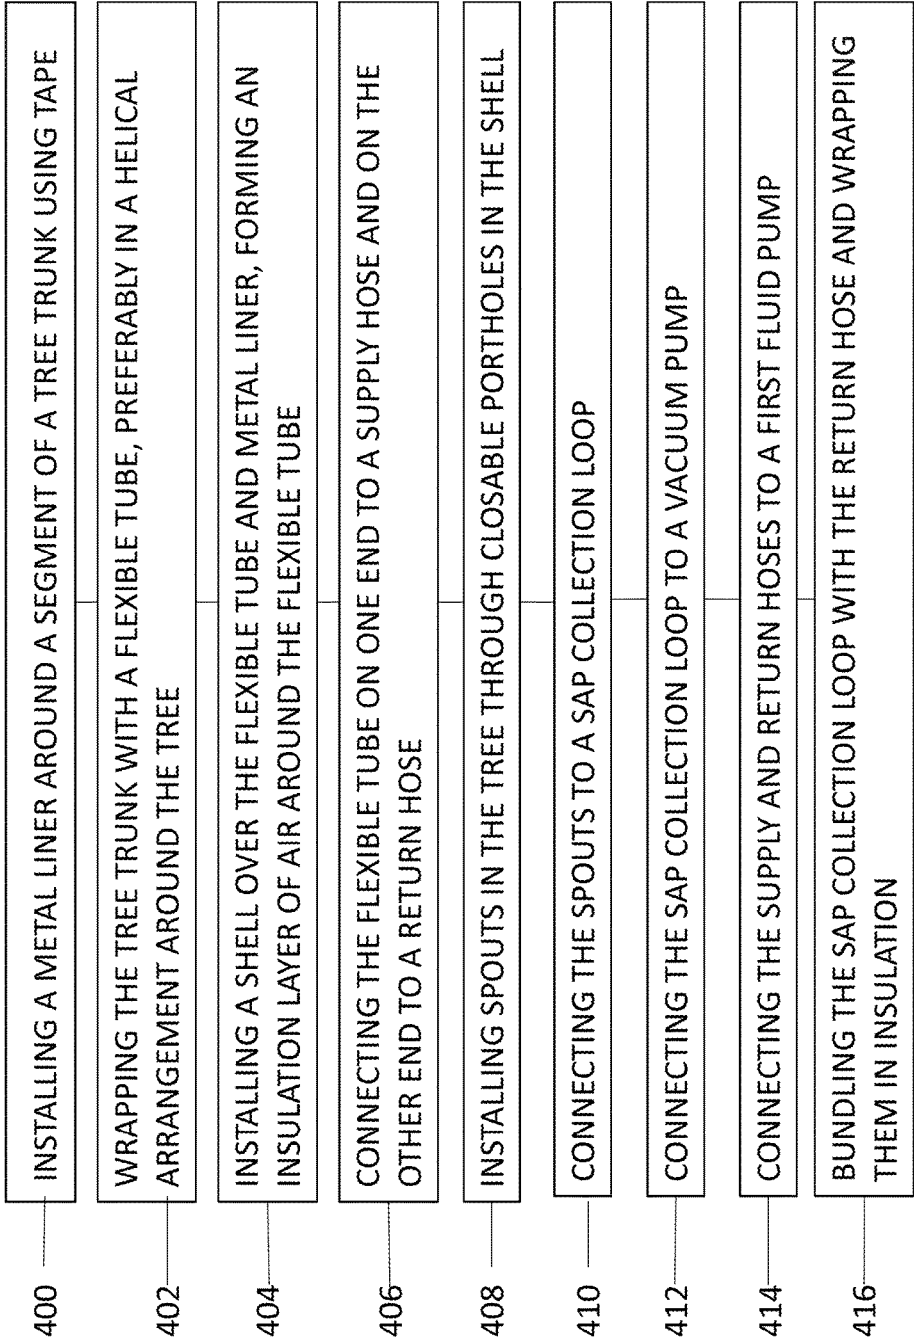 400 INSTALLING A METAL LINER AROUND A SEGMENT OF A TREE TRUNK USING TAPE
402 WRAPPING THE TREE TRUNK WITH A FLEXIBLE TUBE, PREFERABLY IN A HELICAL
ARRANGEMENT AROUND THE TREE
404 INSTALLING A SHELL OVER THE FLEXIBLE TUBE AND METAL LINER, FORMING AN
INSULATION LAYER OF AIR AROUND THE FLEXIBLE TUBE
406 CONNECTING THE FLEXIBLE TUBE ON ONE END TO A SUPPLY HOSE AND ON THE
OTHER END TO A RETURN HOSE
408 INSTALLING SPOUTS IN THE TREE THROUGH CLOSABLE PORTHOLES IN THE SHELL
410 CONNECTING THE SPOUTS TO A SAP COLLECTION LOOP
412 CONNECTING THE SAP COLLECTION LOOP TO A VACUUM PUMP
414 CONNECTING THE SUPPLY AND RETURN HOSES TO A FIRST FLUID PUMP
416 BUNDLING THE SAP COLLECTION LOOP WITH THE RETURN HOSE AND WRAPPING
THEM IN INSULATION